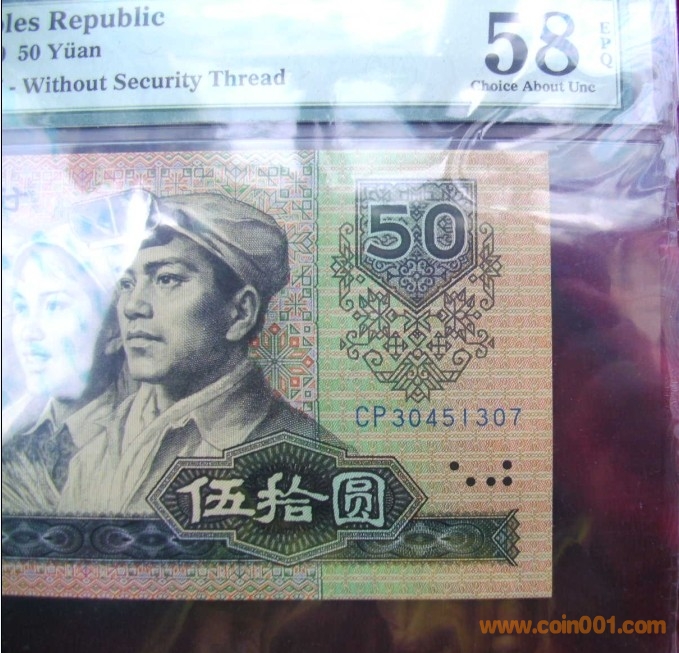 ples Republic
50 Yüan
58
EPQ
- Without Security Thread
Choice About Unc
50
CP30451307
伍拾圆
www.coin001.com